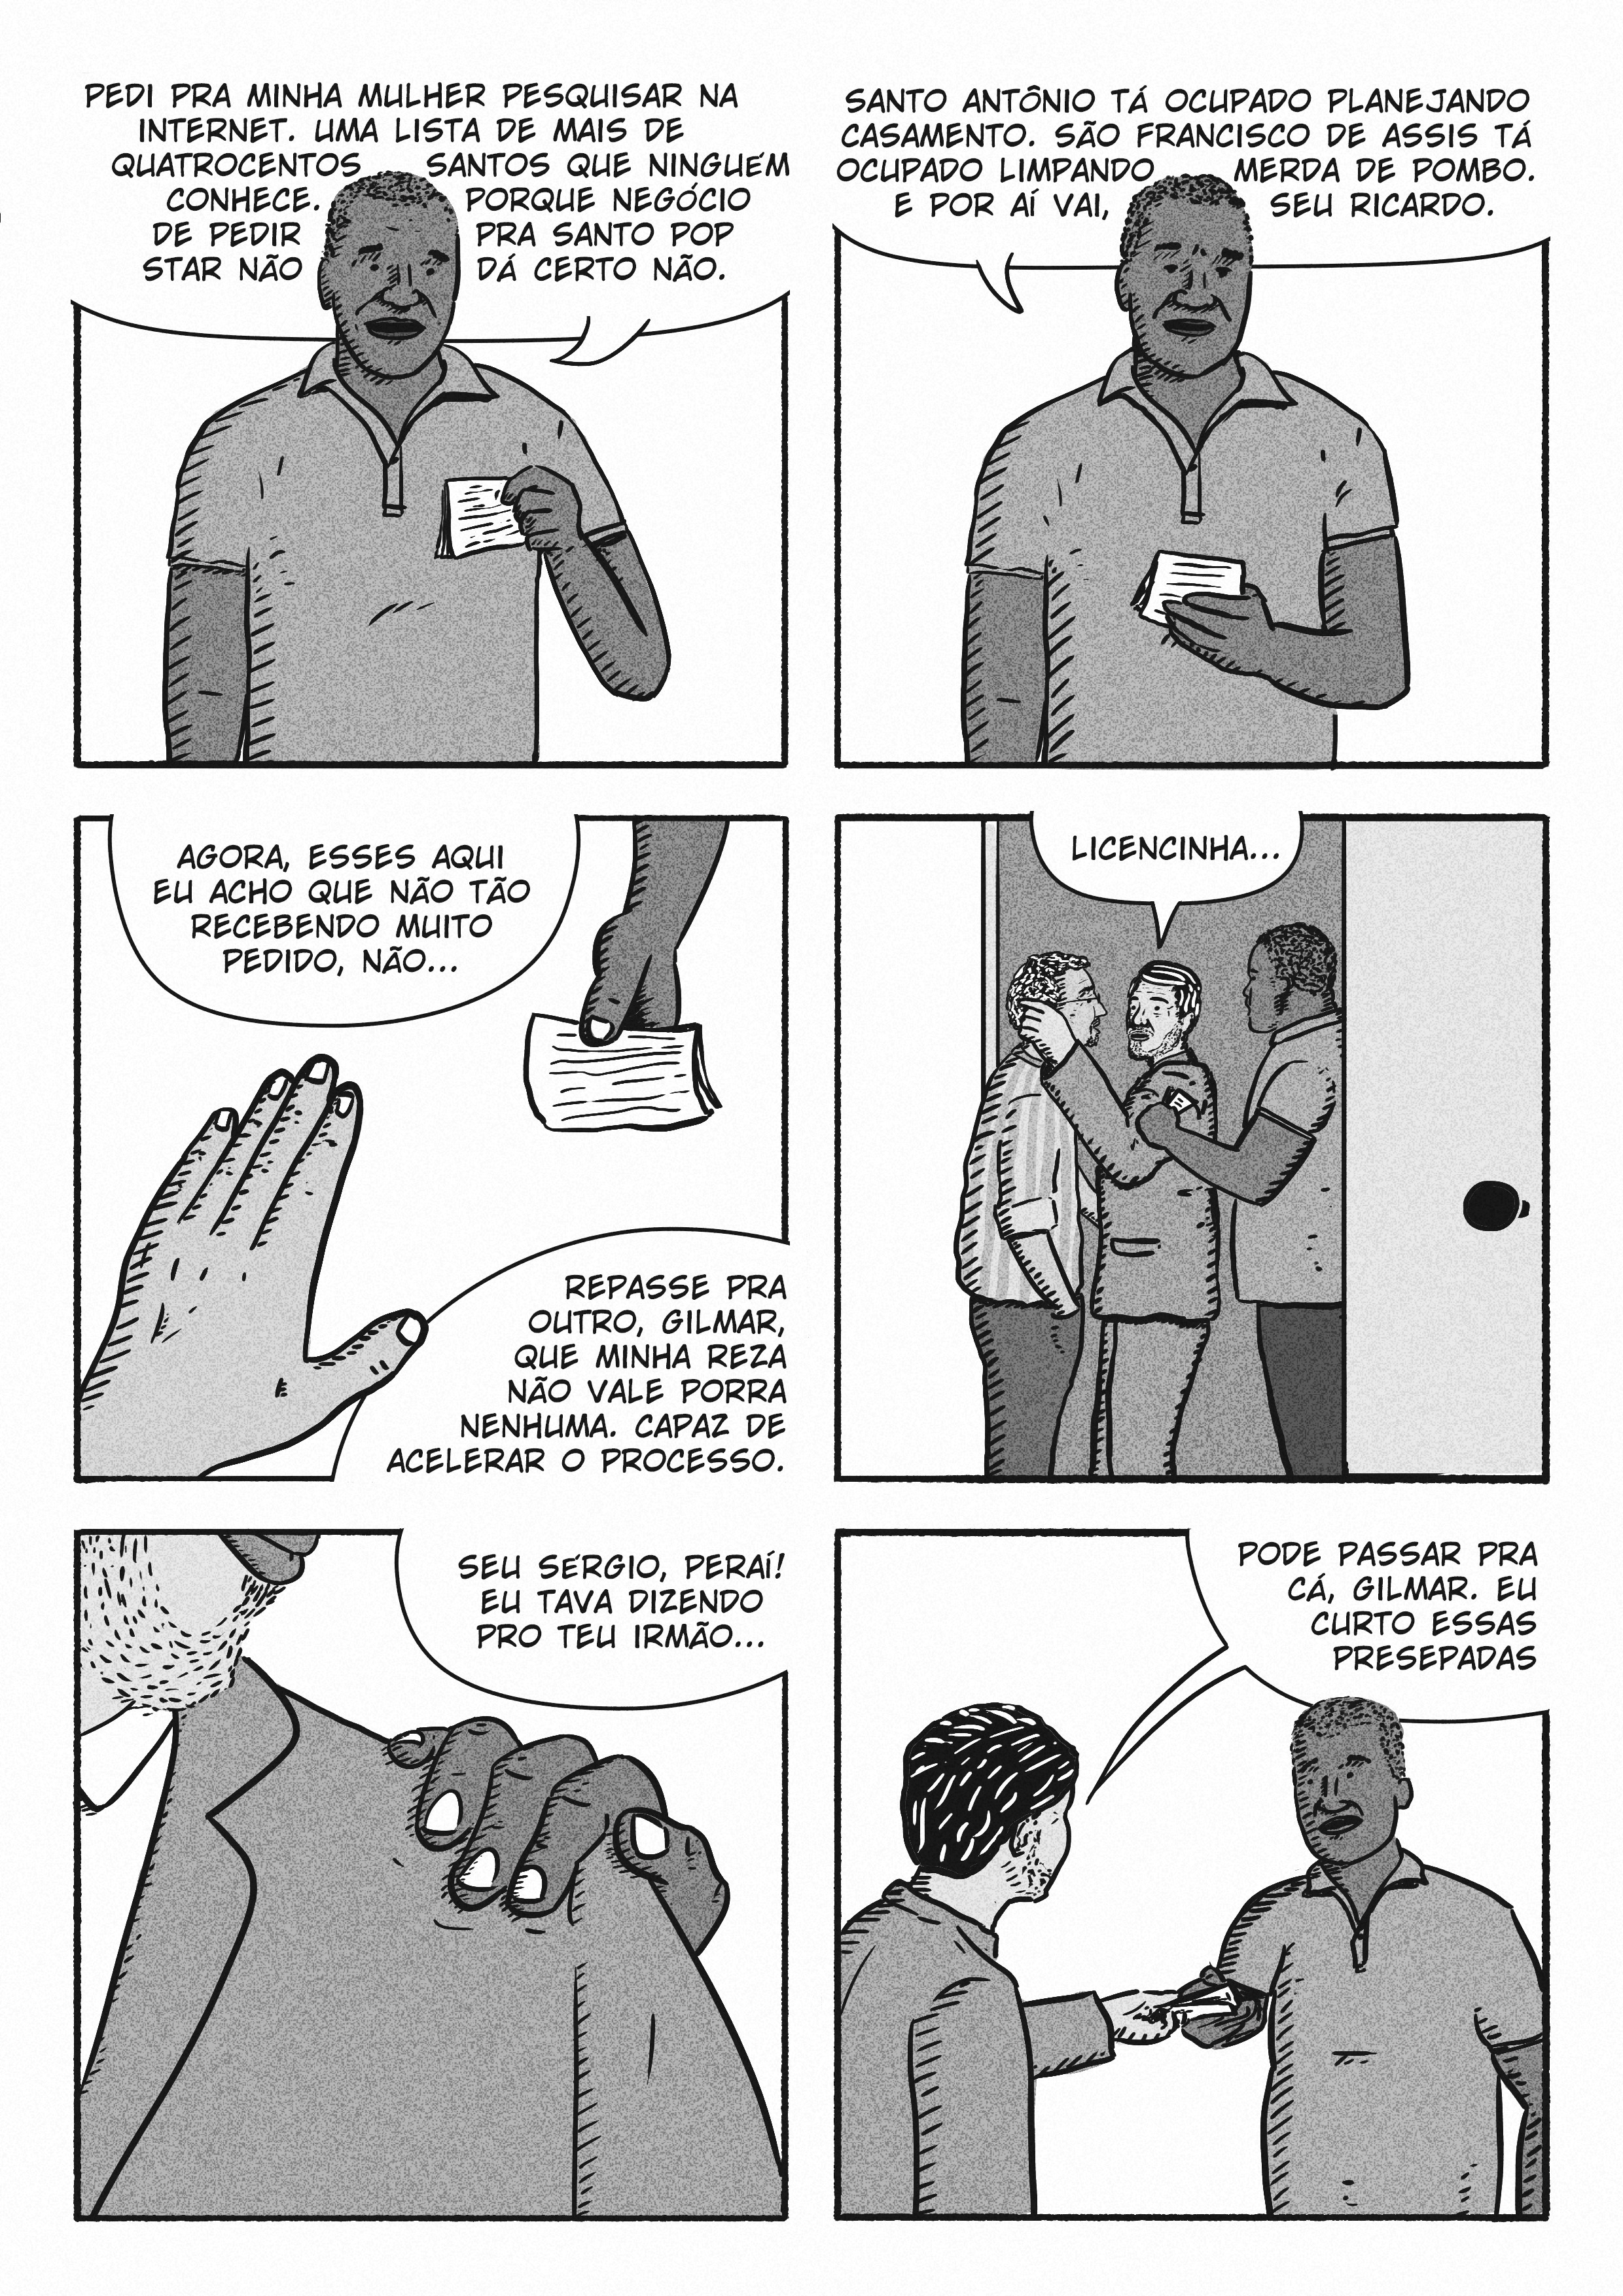 PEDI PRA MINHA MULHER PESQUISAR NA
INTERNET. UMA LISTA DE MAIS DE
QUATROCENTOS SANTOS QUE NINGUÉM
CONHECE. PORQUE NEGÓCIO
DE PEDIR PRA SANTO POP
STAR NÃO DÁ CERTO NÃO.
SANTO ANTÔNIO TÁ OCUPADO PLANEJANDO
CASAMENTO. SÃO FRANCISCO DE ASSIS TÁ
OCUPADO LIMPANDO MERDA DE POMBO.
E POR AÍ VAI, SEU RICARDO.
AGORA, ESSES AQUI
EU ACHO QUE NÃO TÃO
RECEBENDO MUITO
PEDIDO, NÃO...
REPASSE PRA
OUTRO, GILMAR,
QUE MINHA REZA
NÃO VALE PORRA
NENHUMA. CAPAZ DE
ACELERAR O PROCESSO.
LICENCINHA...
SEU SÉRGIO, PERAÍ!
EU TAVA DIZENDO
PRO TEU IRMÃO...
PODE PASSAR PRA
CÁ, GILMAR. EU
CURTO ESSAS
PRESEPADAS